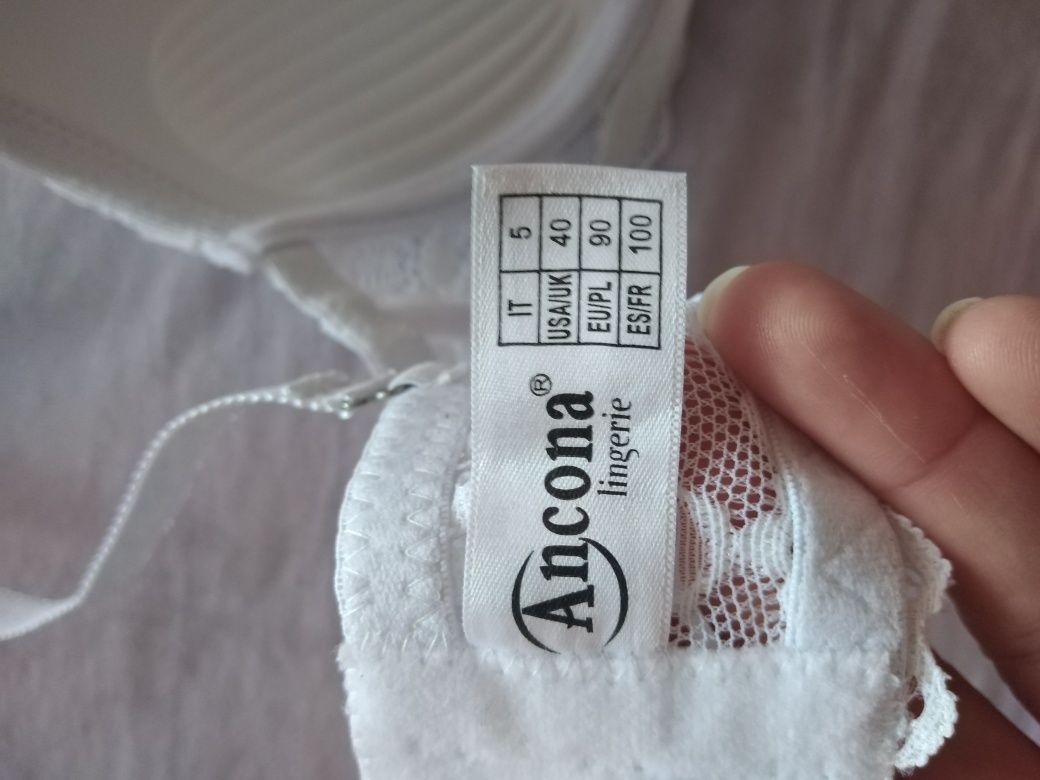 Ancona®
lingerie
IT 5
USA/UK 40
EU/PL 90
ES/FR 100